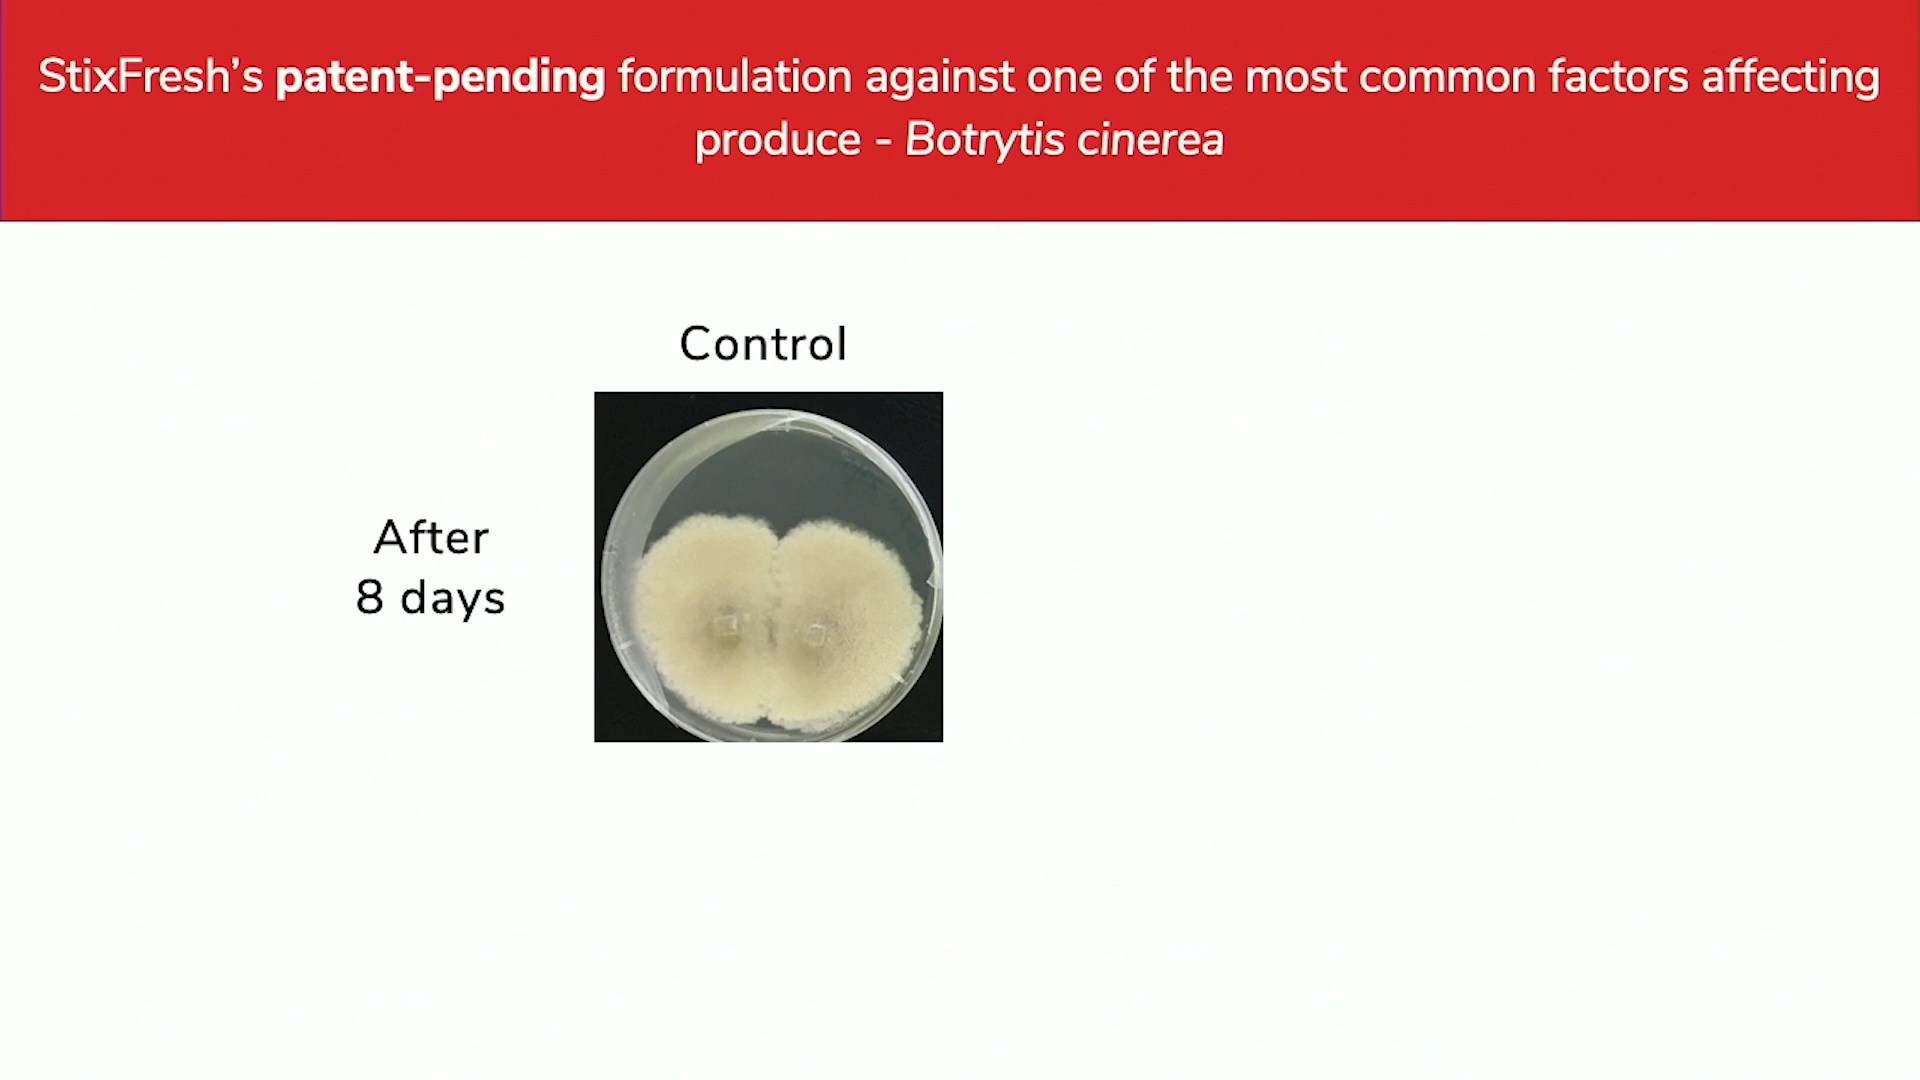 StixFresh’s patent-pending formulation against one of the most common factors affecting
produce - Botrytis cinerea
Control
After
8 days